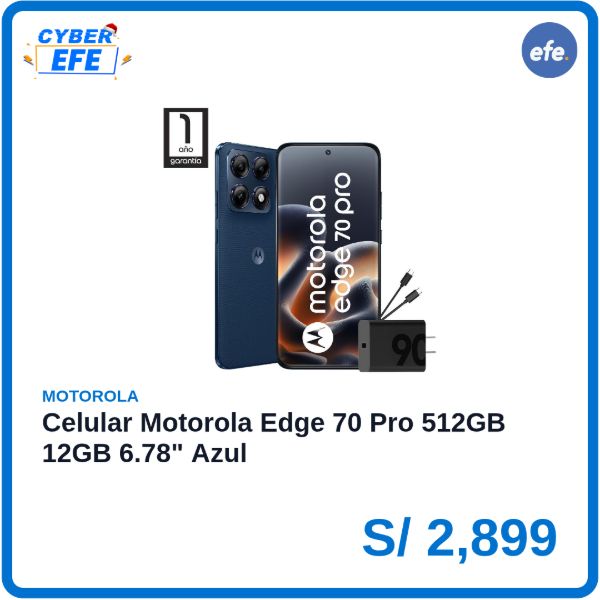 CYBER
EFE
efe.
1
año
garantía
motorola
edge 70 pro
90
MOTOROLA
Celular Motorola Edge 70 Pro 512GB
12GB 6.78" Azul
S/ 2,899